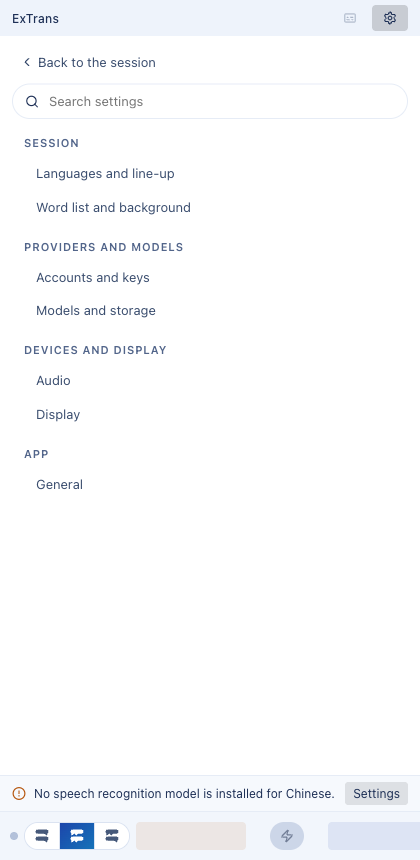 ExTrans
Back to the session
Search settings
SESSION
Languages and line-up
Word list and background
PROVIDERS AND MODELS
Accounts and keys
Models and storage
DEVICES AND DISPLAY
Audio
Display
APP
General
No speech recognition model is installed for Chinese. Settings